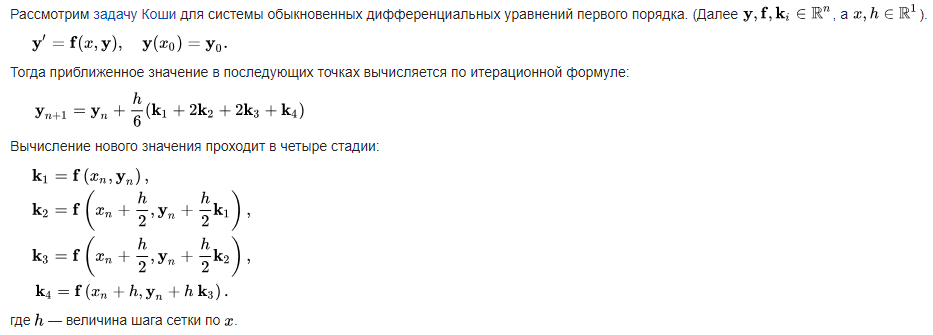 Рассмотрим задачу Коши для системы обыкновенных дифференциальных уравнений первого порядка. (Далее y, f, kᵢ ∈ ℝⁿ, а x, h ∈ ℝ¹).
y′ = f(x, y), y(x₀) = y₀.
Тогда приближенное значение в последующих точках вычисляется по итерационной формуле:
yₙ₊₁ = yₙ + h/6 (k₁ + 2k₂ + 2k₃ + k₄)
Вычисление нового значения проходит в четыре стадии:
k₁ = f (xₙ, yₙ),
k₂ = f (xₙ + h/2, yₙ + h/2 k₁),
k₃ = f (xₙ + h/2, yₙ + h/2 k₂),
k₄ = f (xₙ + h, yₙ + h k₃).
где h — величина шага сетки по x.